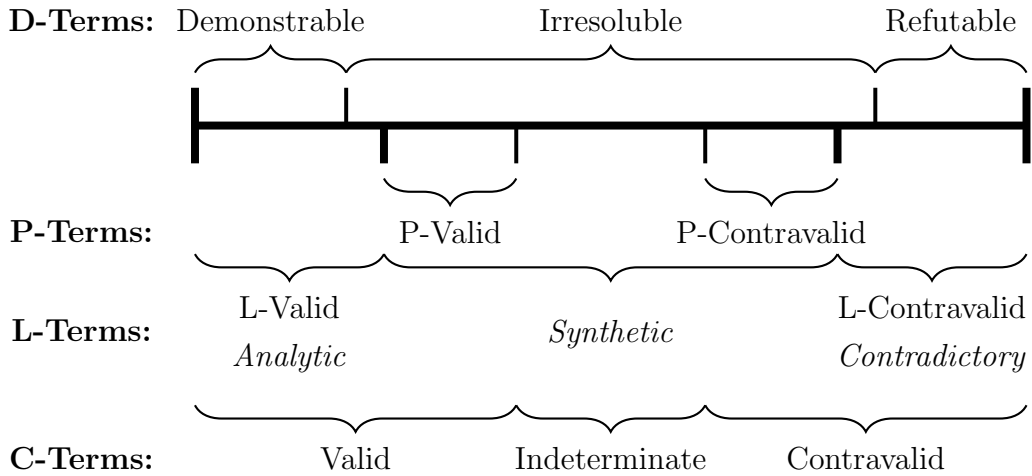 D-Terms: Demonstrable Irresoluble Refutable
P-Terms: P-Valid P-Contravalid
L-Valid L-Contravalid
L-Terms: Synthetic
Analytic Contradictory
C-Terms: Valid Indeterminate Contravalid